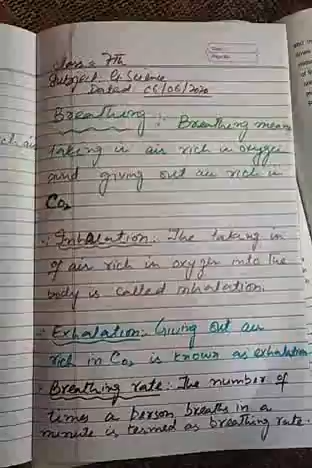 class = 7th
Subject. G. Science
Dated. 06/06/2020
Breathing :- Breathing means
taking in air rich in oxygen
and giving out air rich in
CO₂
Inhalation:- The taking in
of air rich in oxygen into the
body is called inhalation.
Exhalation:- Giving out air
rich in CO₂ is known as exhalation
Breathing rate: The number of
times a person breaths in a
minute is termed as breathing rate.